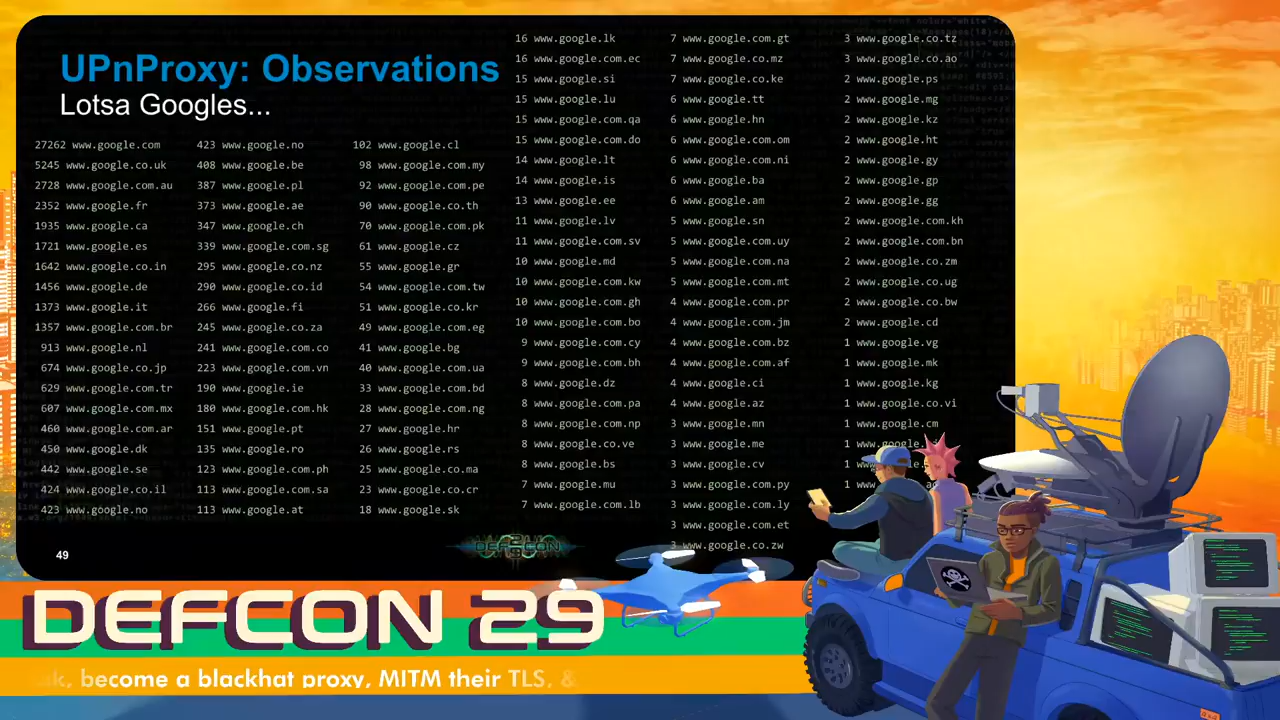 UPnProxy: Observations
Lotsa Googles...
27262 www.google.com
5245 www.google.co.uk
2728 www.google.com.au
2352 www.google.fr
1935 www.google.ca
1721 www.google.es
1642 www.google.co.in
1456 www.google.de
1373 www.google.it
1357 www.google.com.br
913 www.google.nl
674 www.google.co.jp
629 www.google.com.tr
607 www.google.com.mx
460 www.google.com.ar
450 www.google.dk
442 www.google.se
424 www.google.co.il
423 www.google.no
423 www.google.no
408 www.google.be
387 www.google.pl
373 www.google.ae
347 www.google.ch
339 www.google.com.sg
295 www.google.co.nz
290 www.google.co.id
266 www.google.fi
245 www.google.co.za
241 www.google.com.co
223 www.google.com.vn
190 www.google.ie
180 www.google.com.hk
151 www.google.pt
135 www.google.ro
123 www.google.com.ph
113 www.google.com.sa
113 www.google.at
102 www.google.cl
98 www.google.com.my
92 www.google.com.pe
90 www.google.co.th
70 www.google.com.pk
61 www.google.cz
55 www.google.gr
54 www.google.com.tw
51 www.google.co.kr
49 www.google.com.eg
41 www.google.bg
40 www.google.com.ua
33 www.google.com.bd
28 www.google.com.ng
27 www.google.hr
26 www.google.rs
25 www.google.co.ma
23 www.google.co.cr
18 www.google.sk
16 www.google.lk
16 www.google.com.ec
15 www.google.si
15 www.google.lu
15 www.google.com.qa
15 www.google.com.do
14 www.google.lt
14 www.google.is
13 www.google.ee
11 www.google.lv
11 www.google.com.sv
10 www.google.md
10 www.google.com.kw
10 www.google.com.gh
10 www.google.com.bo
9 www.google.com.cy
9 www.google.com.bh
8 www.google.dz
8 www.google.com.pa
8 www.google.com.np
8 www.google.co.ve
8 www.google.bs
7 www.google.mu
7 www.google.com.lb
7 www.google.com.gt
7 www.google.co.mz
7 www.google.co.ke
6 www.google.tt
6 www.google.hn
6 www.google.com.om
6 www.google.com.ni
6 www.google.ba
6 www.google.am
5 www.google.sn
5 www.google.com.uy
5 www.google.com.na
5 www.google.com.mt
4 www.google.com.pr
4 www.google.com.jm
4 www.google.com.bz
4 www.google.com.af
4 www.google.ci
4 www.google.az
3 www.google.mn
3 www.google.me
3 www.google.cv
3 www.google.com.py
3 www.google.com.ly
3 www.google.com.et
3 www.google.co.zw
3 www.google.co.tz
3 www.google.co.ao
2 www.google.ps
2 www.google.mg
2 www.google.kz
2 www.google.ht
2 www.google.gy
2 www.google.gp
2 www.google.gg
2 www.google.com.kh
2 www.google.com.bn
2 www.google.co.zm
2 www.google.co.ug
2 www.google.co.bw
2 www.google.cd
1 www.google.vg
1 www.google.mk
1 www.google.kg
1 www.google.co.vi
1 www.google.cm
1
1
1
49
DEFCON
DEFCON 29
become a blackhat proxy, MITM their TLS, &